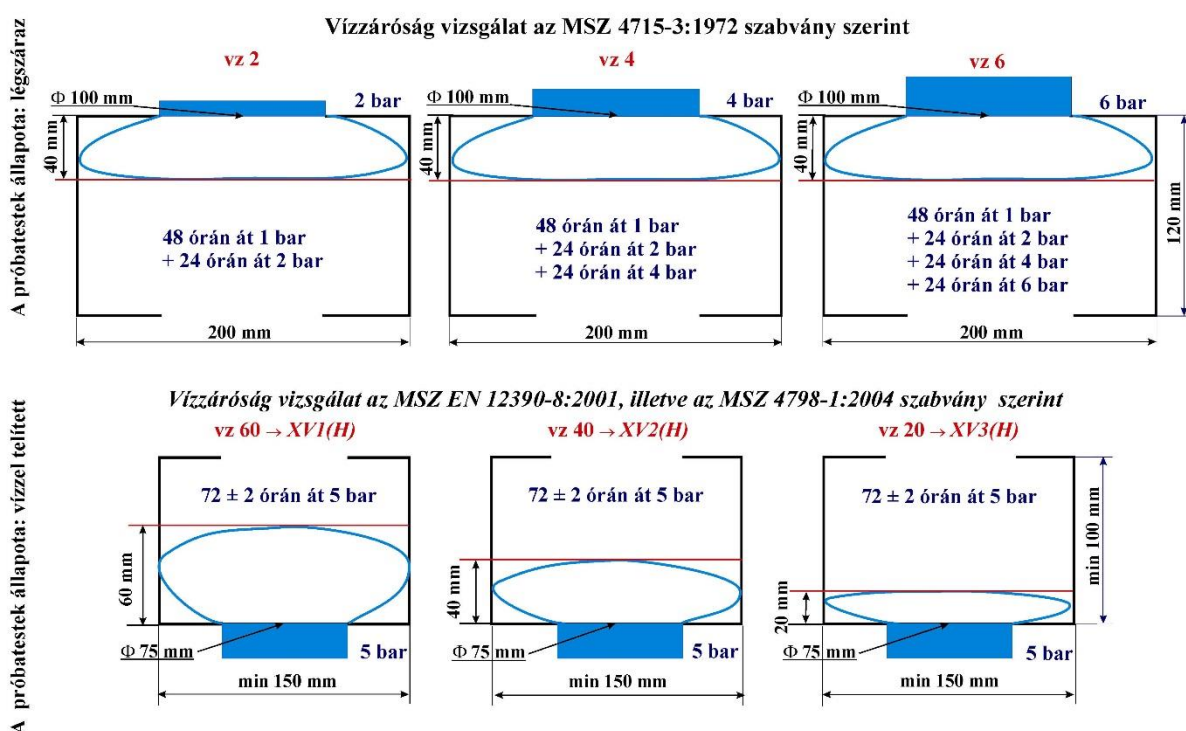 Vízzáróság vizsgálat az MSZ 4715-3:1972 szabvány szerint
A próbatestek állapota: légszáraz
vz 2
Φ 100 mm
2 bar
40 mm
48 órán át 1 bar
+ 24 órán át 2 bar
200 mm
vz 4
Φ 100 mm
4 bar
40 mm
48 órán át 1 bar
+ 24 órán át 2 bar
+ 24 órán át 4 bar
200 mm
vz 6
Φ 100 mm
6 bar
40 mm
48 órán át 1 bar
+ 24 órán át 2 bar
+ 24 órán át 4 bar
+ 24 órán át 6 bar
120 mm
200 mm
Vízzáróság vizsgálat az MSZ EN 12390-8:2001, illetve az MSZ 4798-1:2004 szabvány szerint
A próbatestek állapota: vízzel telített
vz 60 → XV1(H)
72 ± 2 órán át 5 bar
60 mm
Φ 75 mm
5 bar
min 150 mm
vz 40 → XV2(H)
72 ± 2 órán át 5 bar
40 mm
Φ 75 mm
5 bar
min 150 mm
vz 20 → XV3(H)
72 ± 2 órán át 5 bar
20 mm
min 100 mm
Φ 75 mm
5 bar
min 150 mm